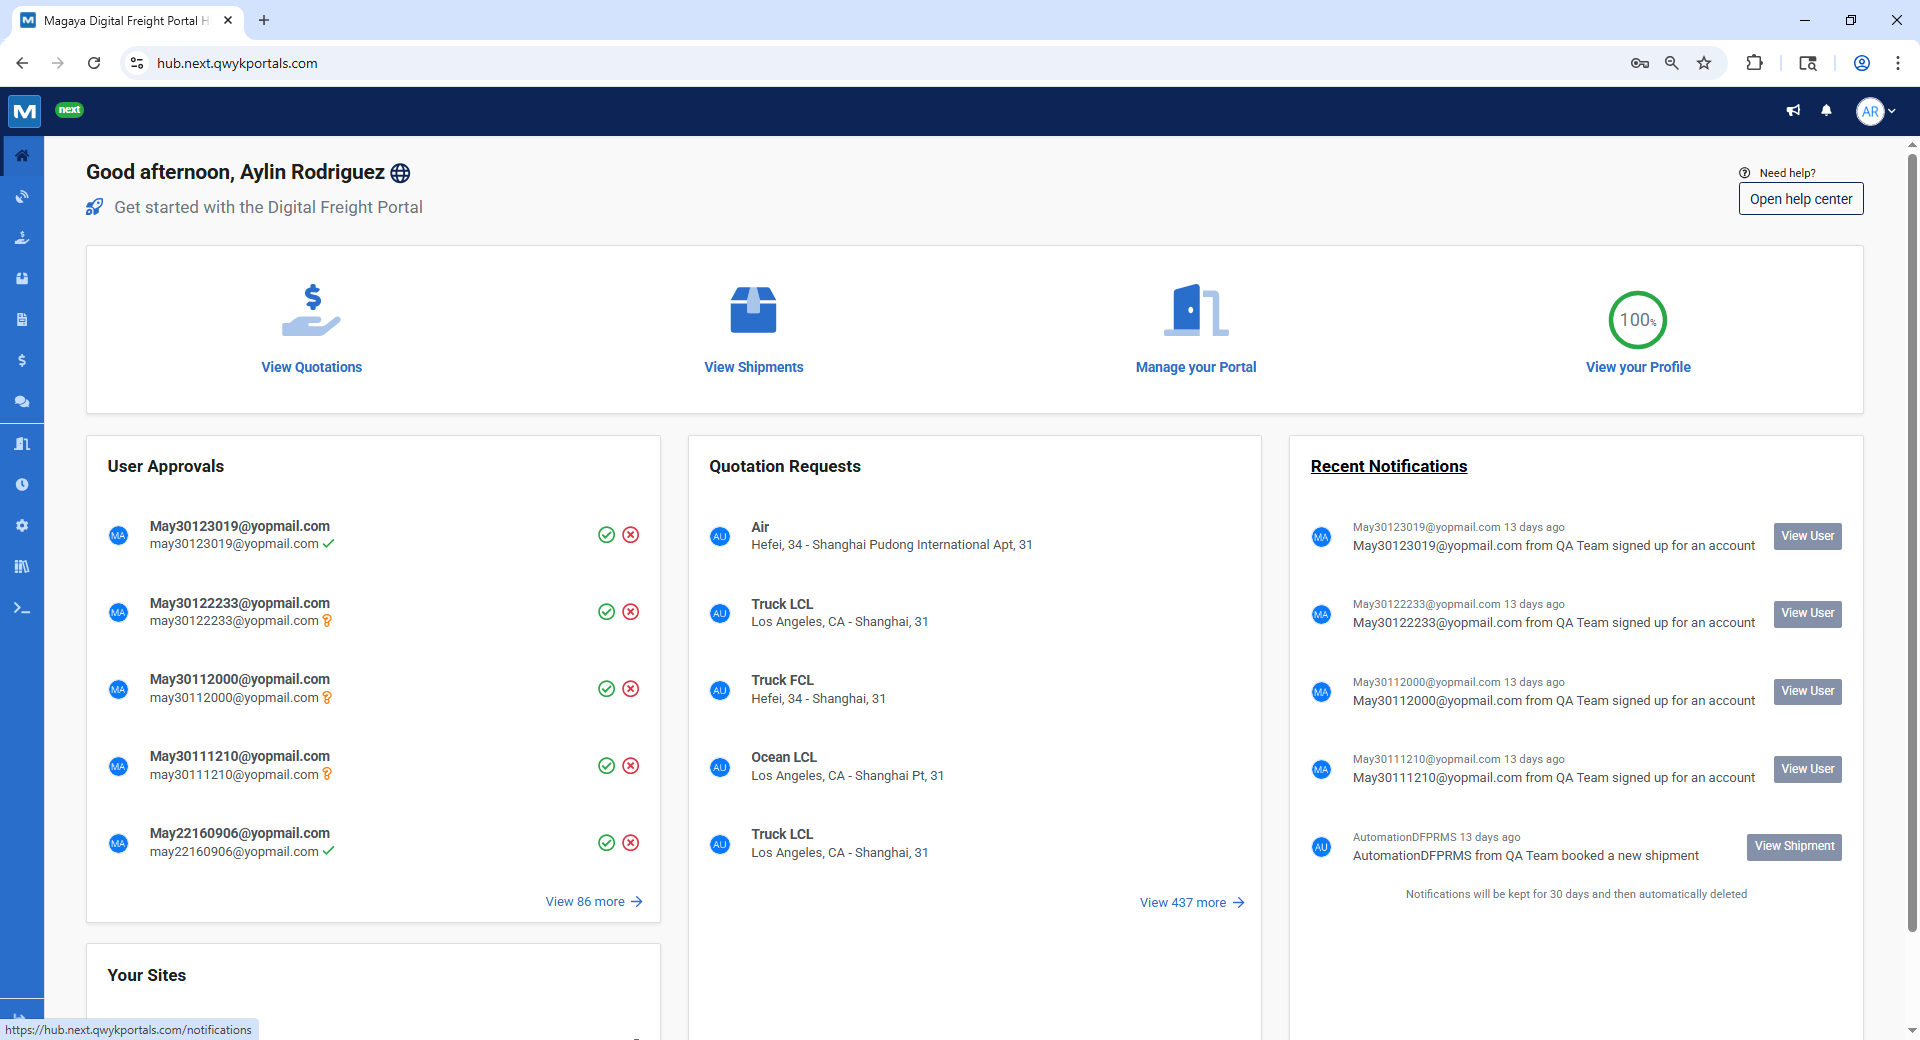 Magaya Digital Freight Portal H
hub.next.qwykportals.com
M
next
AR
Good afternoon, Aylin Rodriguez
Get started with the Digital Freight Portal
Need help?
Open help center
View Quotations
View Shipments
Manage your Portal
100%
View your Profile
User Approvals
MA
May30123019@yopmail.com
may30123019@yopmail.com
MA
May30122233@yopmail.com
may30122233@yopmail.com
MA
May30112000@yopmail.com
may30112000@yopmail.com
MA
May30111210@yopmail.com
may30111210@yopmail.com
MA
May22160906@yopmail.com
may22160906@yopmail.com
View 86 more
Your Sites
Quotation Requests
AU
Air
Hefei, 34 - Shanghai Pudong International Apt, 31
AU
Truck LCL
Los Angeles, CA - Shanghai, 31
AU
Truck FCL
Hefei, 34 - Shanghai, 31
AU
Ocean LCL
Los Angeles, CA - Shanghai Pt, 31
AU
Truck LCL
Los Angeles, CA - Shanghai, 31
View 437 more
Recent Notifications
MA
May30123019@yopmail.com 13 days ago
May30123019@yopmail.com from QA Team signed up for an account
View User
MA
May30122233@yopmail.com 13 days ago
May30122233@yopmail.com from QA Team signed up for an account
View User
MA
May30112000@yopmail.com 13 days ago
May30112000@yopmail.com from QA Team signed up for an account
View User
MA
May30111210@yopmail.com 13 days ago
May30111210@yopmail.com from QA Team signed up for an account
View User
AU
AutomationDFPRMS 13 days ago
AutomationDFPRMS from QA Team booked a new shipment
View Shipment
Notifications will be kept for 30 days and then automatically deleted
https://hub.next.qwykportals.com/notifications